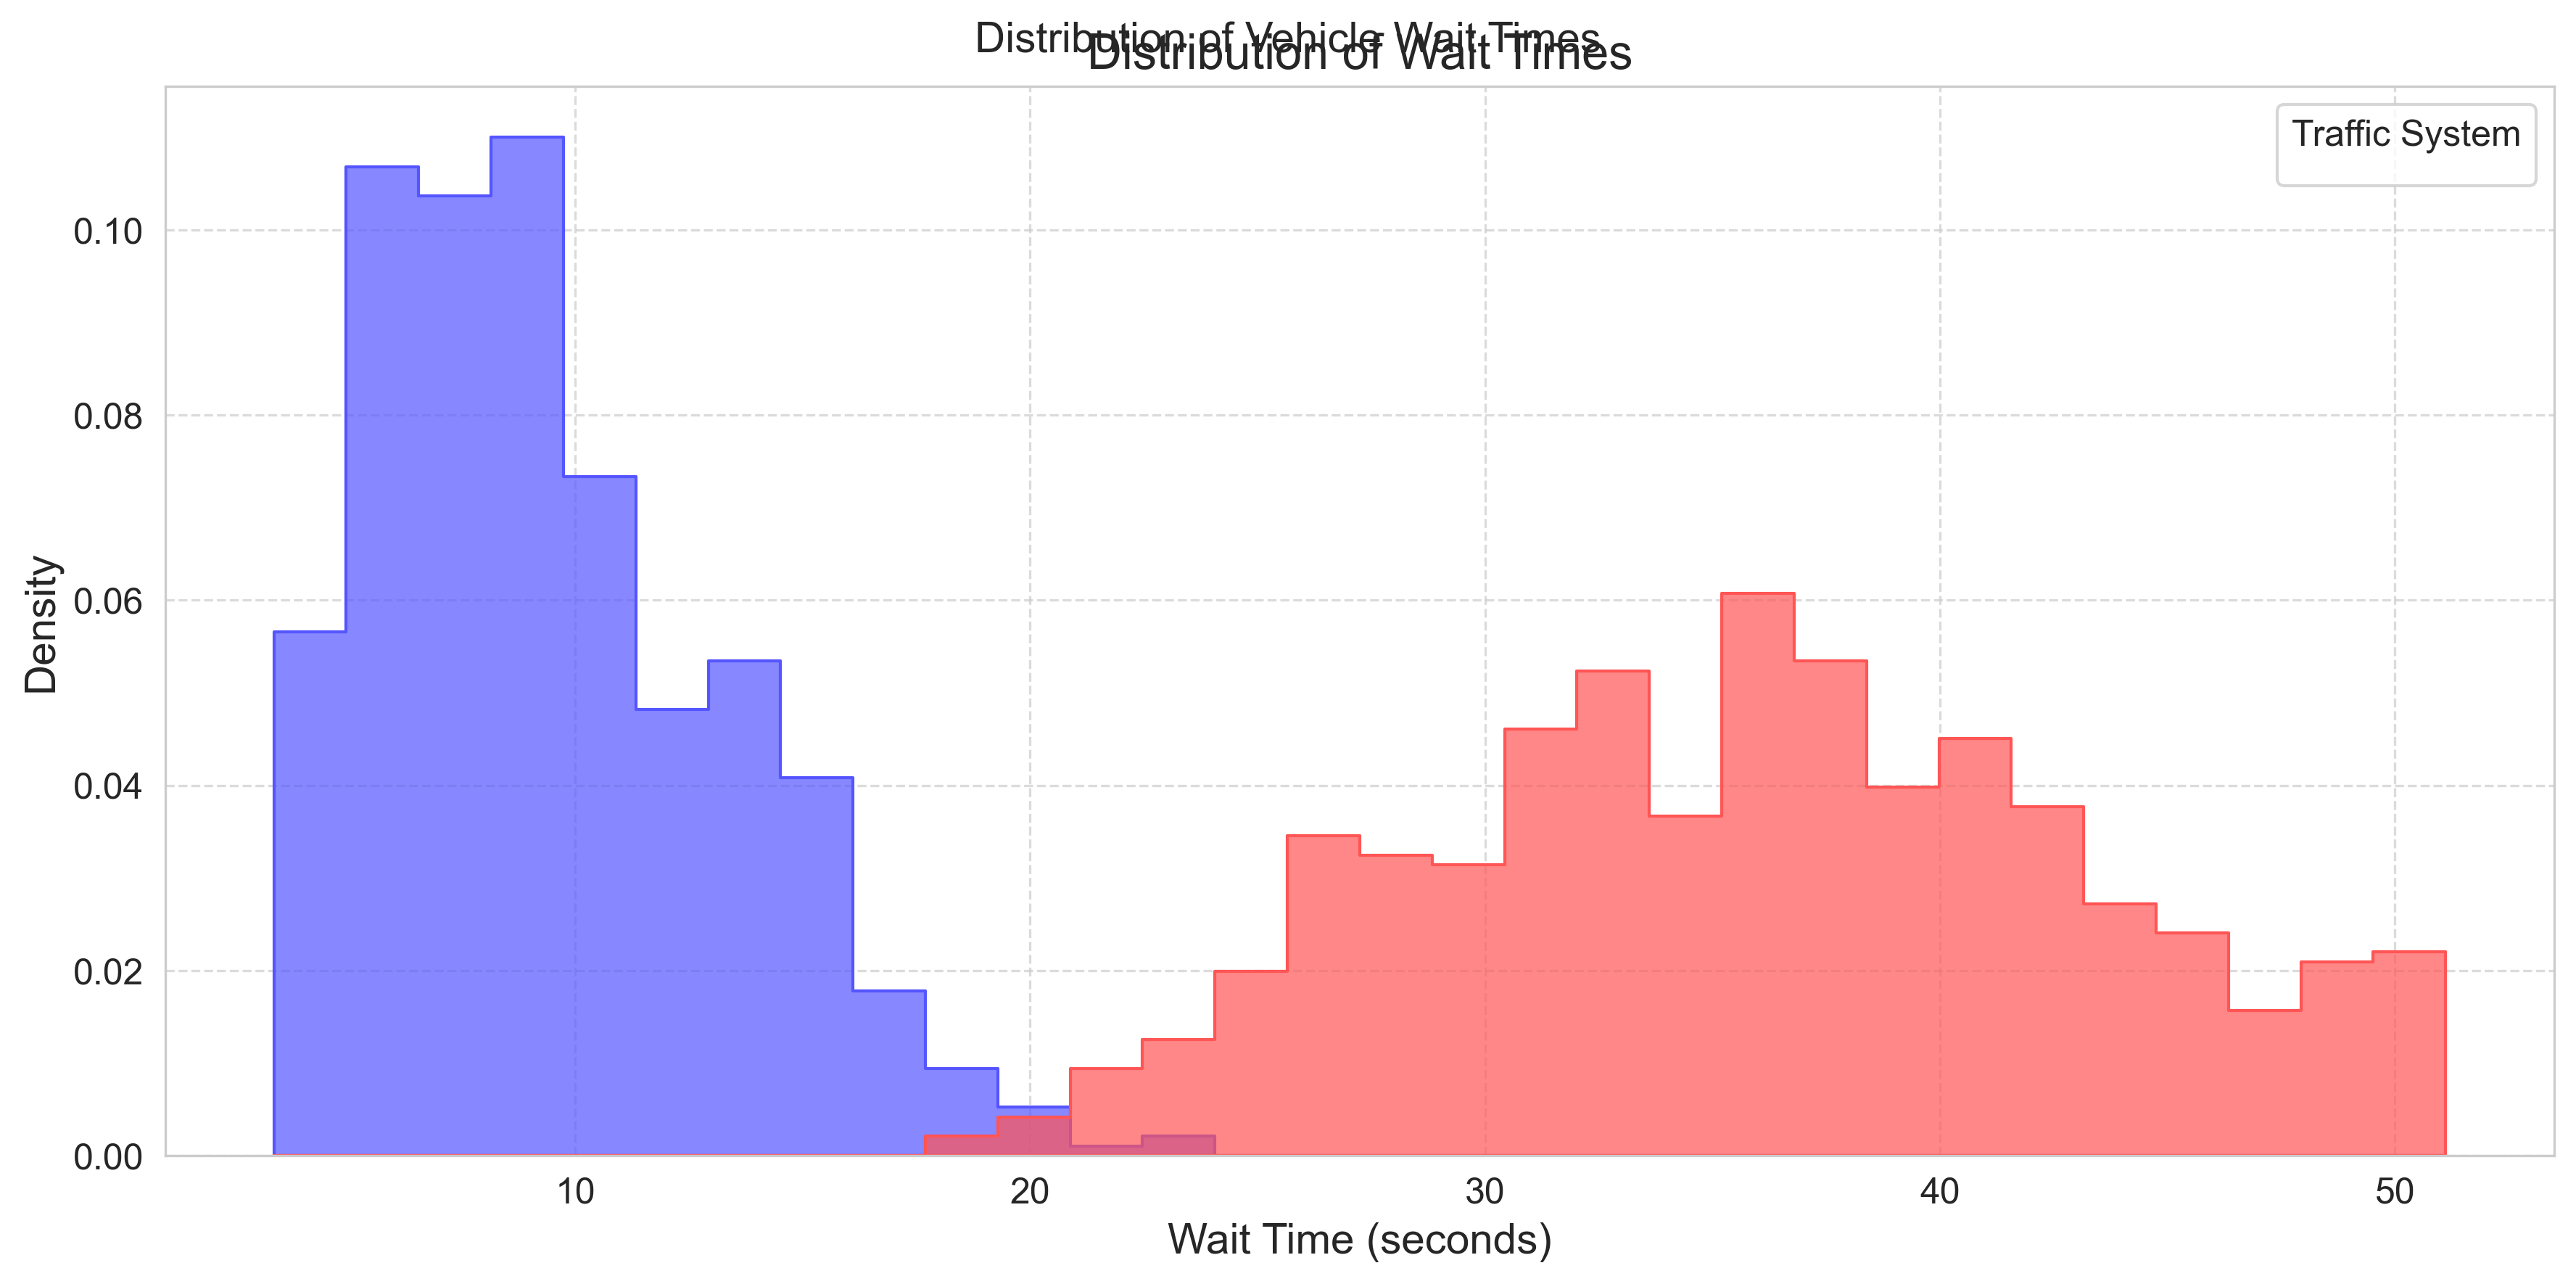 Distribution of Vehicle Wait Times
Distribution of Wait Times
Traffic System
0.10
0.08
0.06
0.04
0.02
0.00
Density
10
20
30
40
50
Wait Time (seconds)